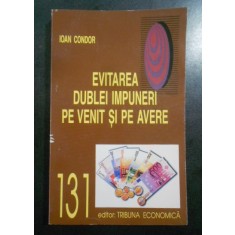 IOAN CONDOR
EVITAREA
DUBLEI IMPUNERI
PE VENIT ȘI PE AVERE
131
editor: TRIBUNA ECONOMICĂ